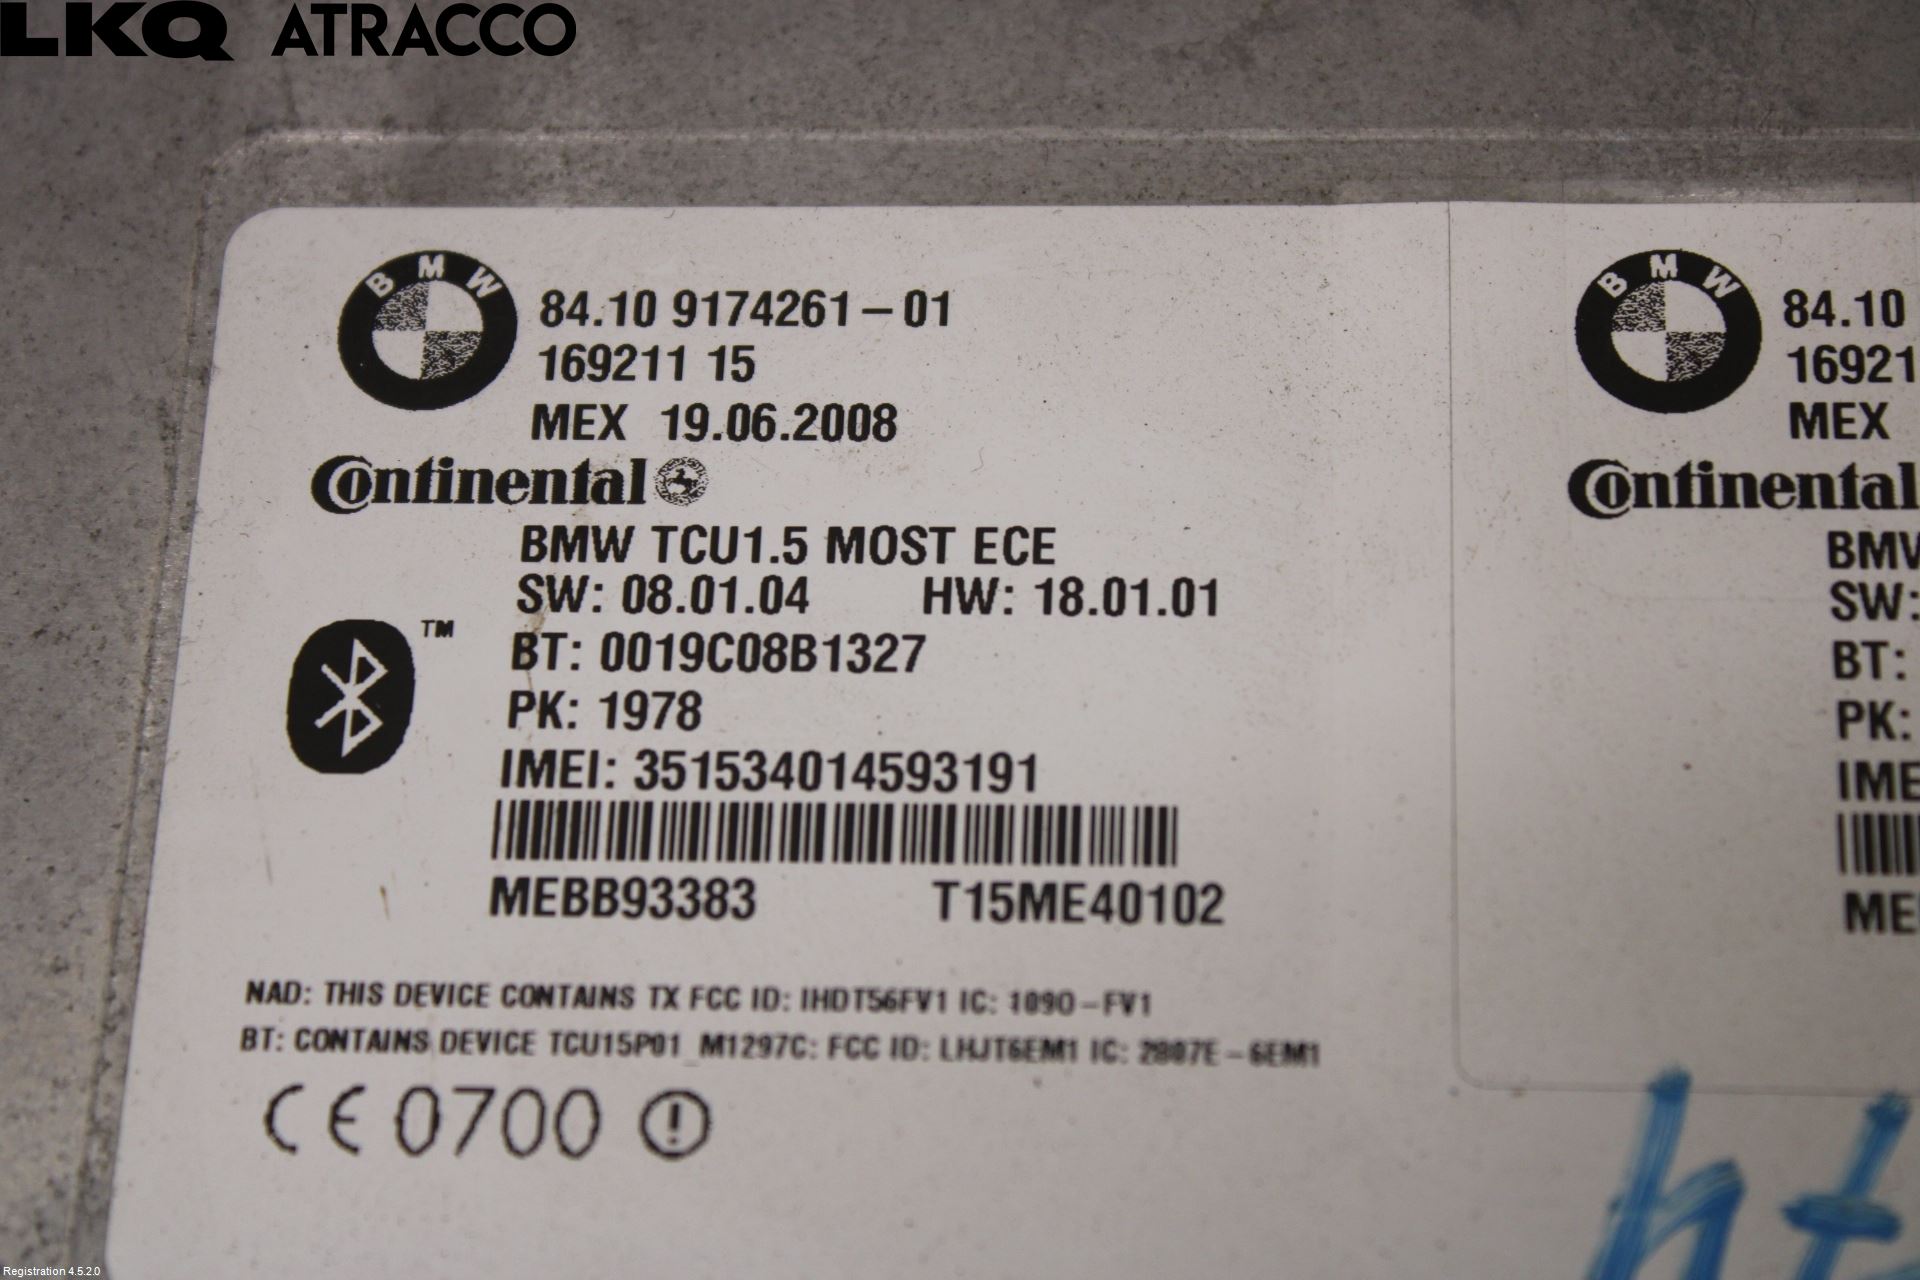 LKQ ATRACCO
BMW
84.10 9174261-01
169211 15
MEX 19.06.2008
Continental
BMW TCU1.5 MOST ECE
SW: 08.01.04 HW: 18.01.01
TM
BT: 0019C08B1327
PK: 1978
IMEI: 351534014593191
MEBB93383 T15ME40102
NAD: THIS DEVICE CONTAINS TX FCC ID: IHDT56FV1 IC: 1090-FV1
BT: CONTAINS DEVICE TCU15P01_M1297C: FCC ID: LHJT6EM1 IC: 2807E-6EM1
CE 0700
BMW
84.10
16921
MEX
Continental
BMW
SW:
BT:
PK:
IME
ME
Registration 4.5.2.0